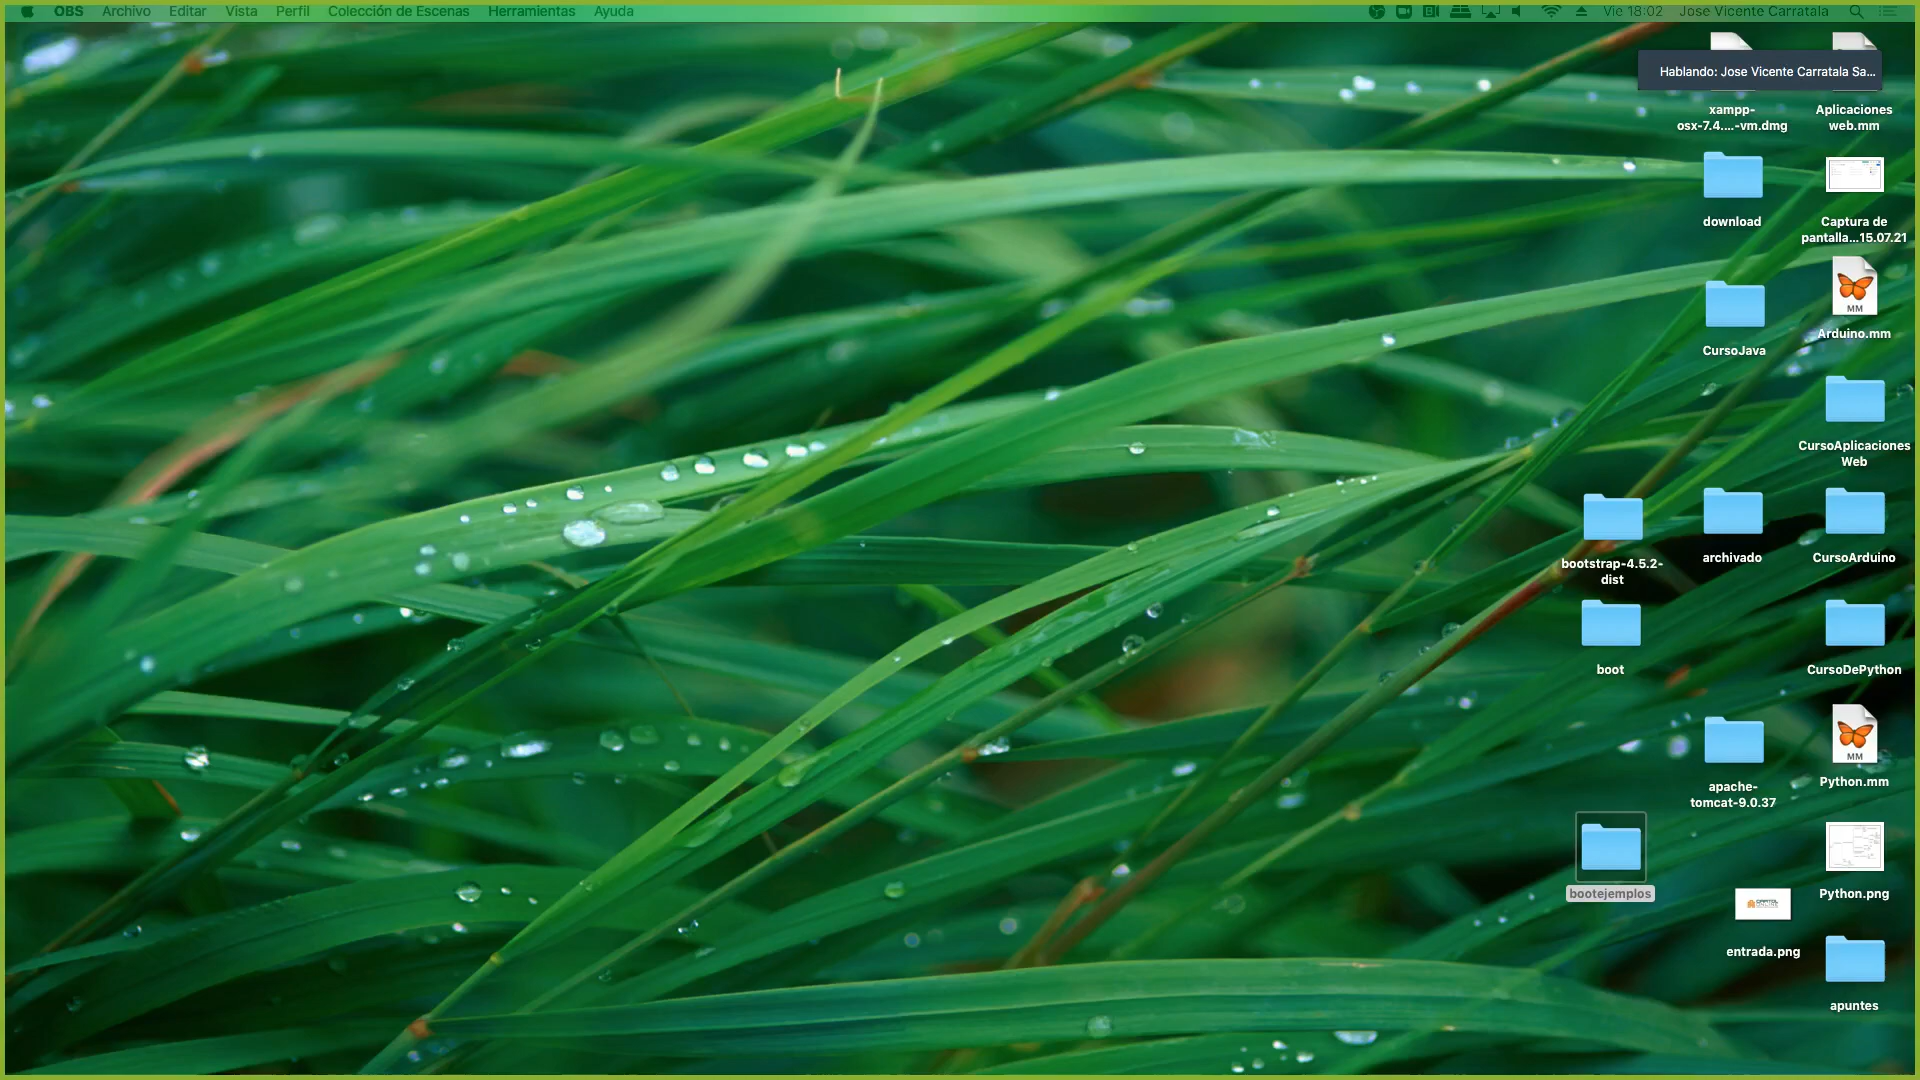 OBS Archivo Editar Vista Perfil Colección de Escenas Herramientas Ayuda
Vie 18:02 Jose Vicente Carratala
Hablando: Jose Vicente Carratala Sa...
xampp-
osx-7.4....-vm.dmg
Aplicaciones
web.mm
download
Captura de
pantalla...15.07.21
CursoJava
MM
Arduino.mm
CursoAplicaciones
Web
bootstrap-4.5.2-
dist
archivado
CursoArduino
boot
CursoDePython
apache-
tomcat-9.0.37
MM
Python.mm
bootejemplos
Python.png
entrada.png
apuntes